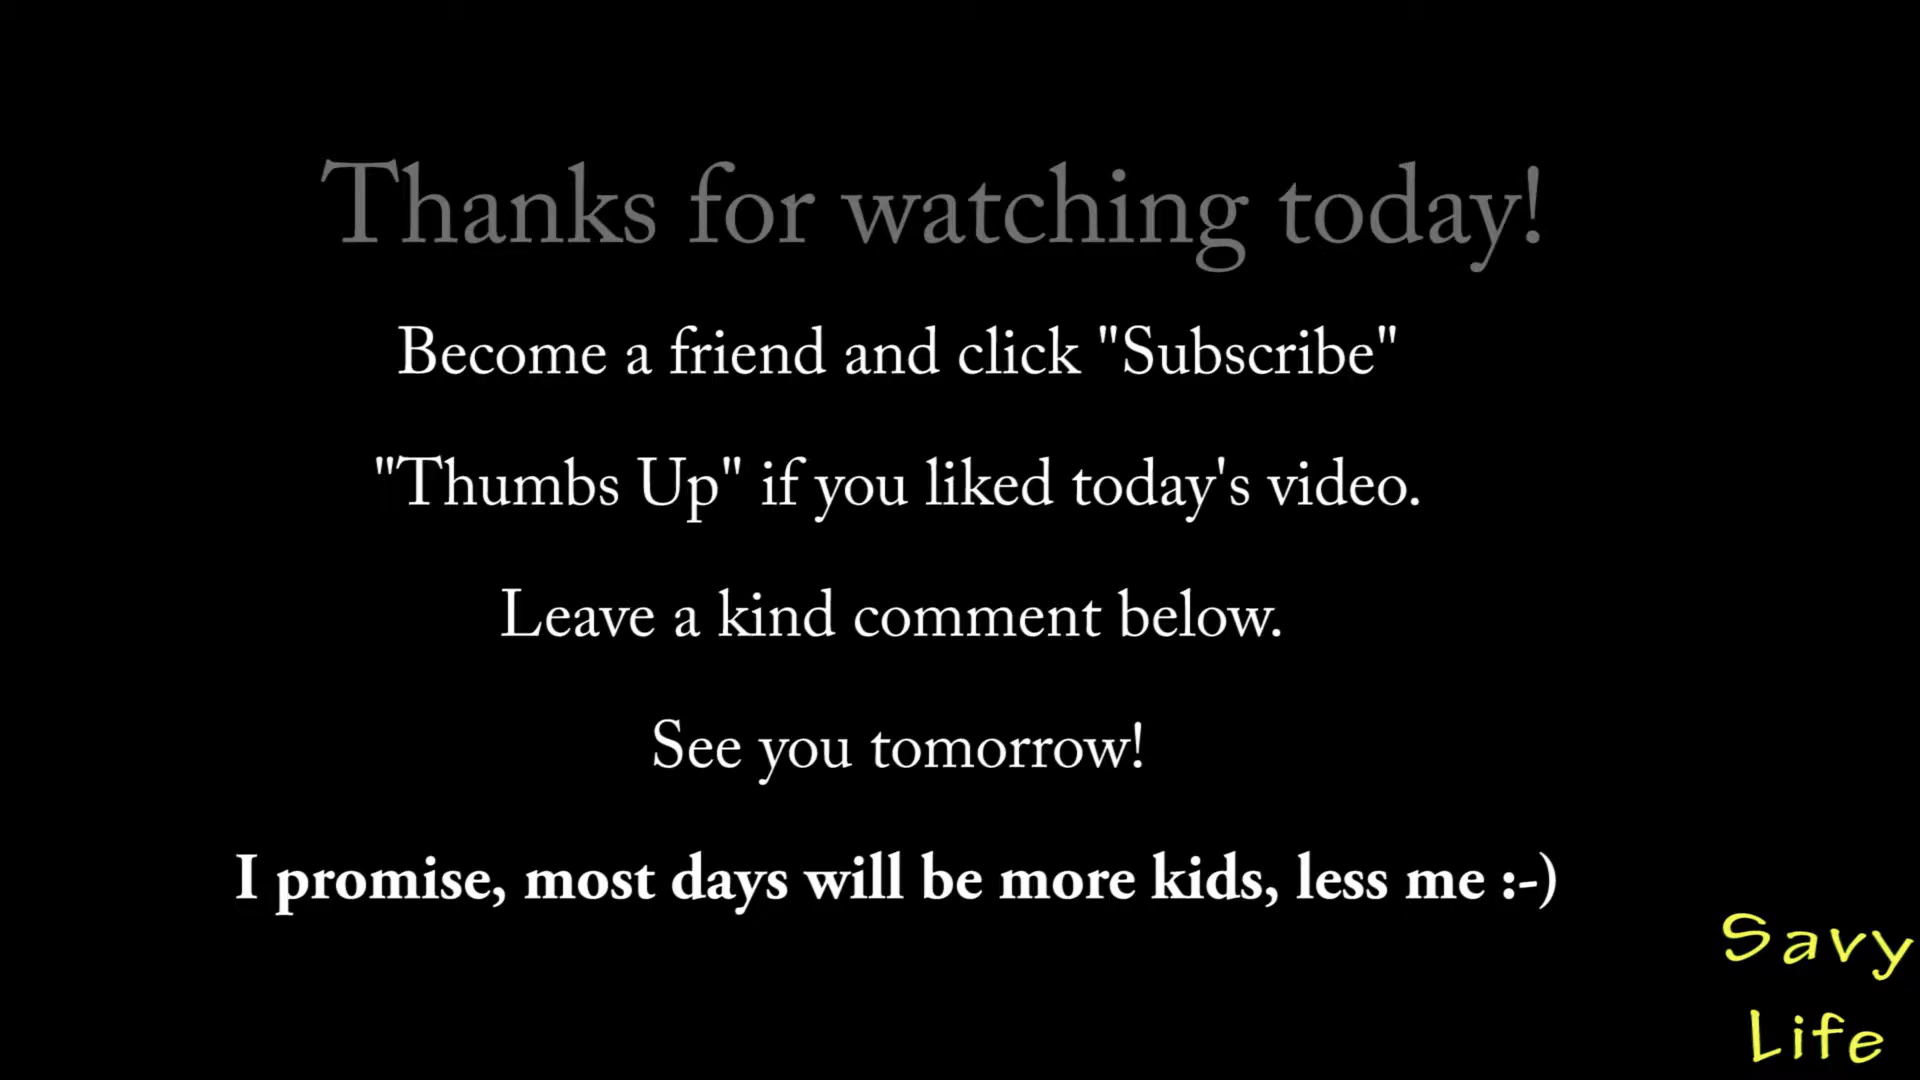 Thanks for watching today!
Become a friend and click "Subscribe"
"Thumbs Up" if you liked today's video.
Leave a kind comment below.
See you tomorrow!
I promise, most days will be more kids, less me :-)
Savy
Life